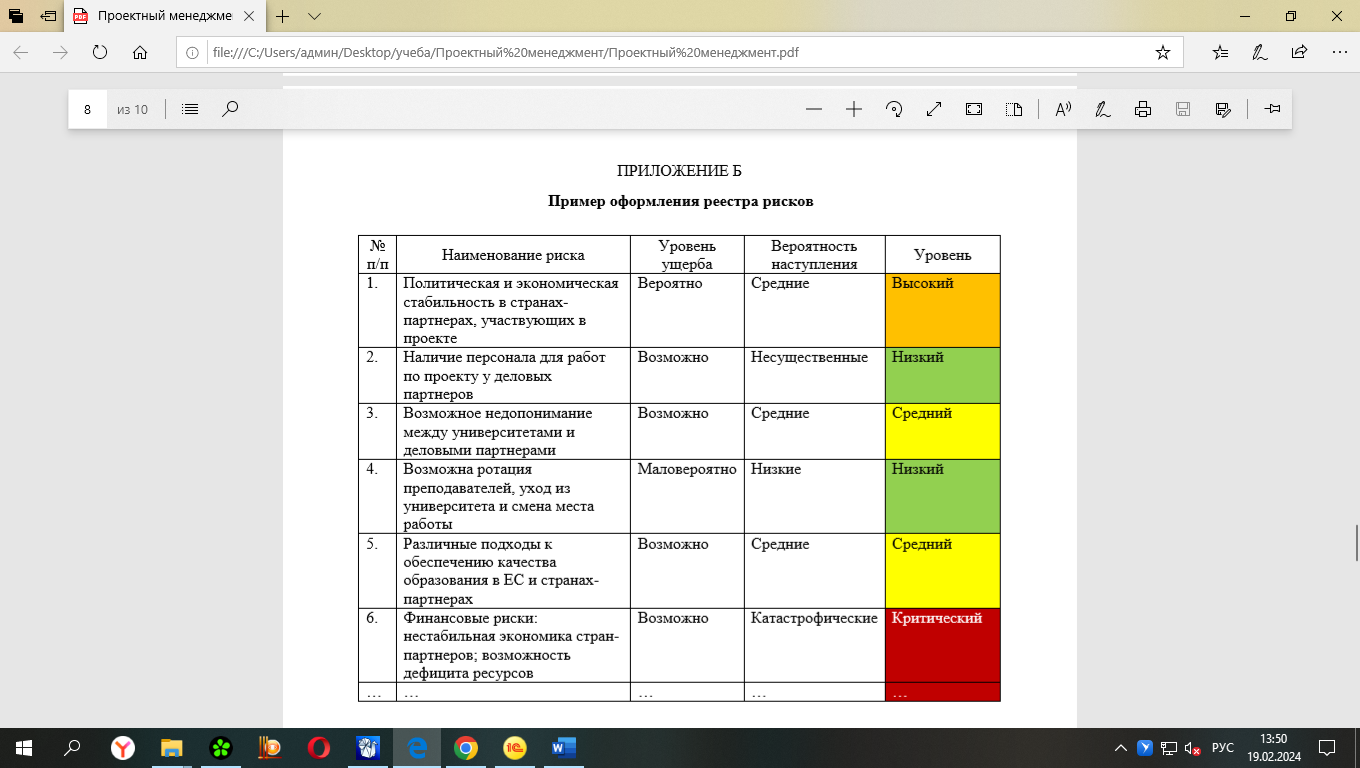 Проектный менеджме
file:///C:/Users/админ/Desktop/учеба/Проектный%20менеджмент/Проектный%20менеджмент.pdf
8 из 10
ПРИЛОЖЕНИЕ Б
Пример оформления реестра рисков
№ п/п
Наименование риска
Уровень ущерба
Вероятность наступления
Уровень
1.
Политическая и экономическая
стабильность в странах-
партнерах, участвующих в
проекте
Вероятно
Средние
Высокий
2.
Наличие персонала для работ
по проекту у деловых
партнеров
Возможно
Несущественные
Низкий
3.
Возможное недопонимание
между университетами и
деловыми партнерами
Возможно
Средние
Средний
4.
Возможна ротация
преподавателей, уход из
университета и смена места
работы
Маловероятно
Низкие
Низкий
5.
Различные подходы к
обеспечению качества
образования в ЕС и странах-
партнерах
Возможно
Средние
Средний
6.
Финансовые риски:
нестабильная экономика стран-
партнеров; возможность
дефицита ресурсов
Возможно
Катастрофические
Критический
… … … … …
РУС
13:50
19.02.2024